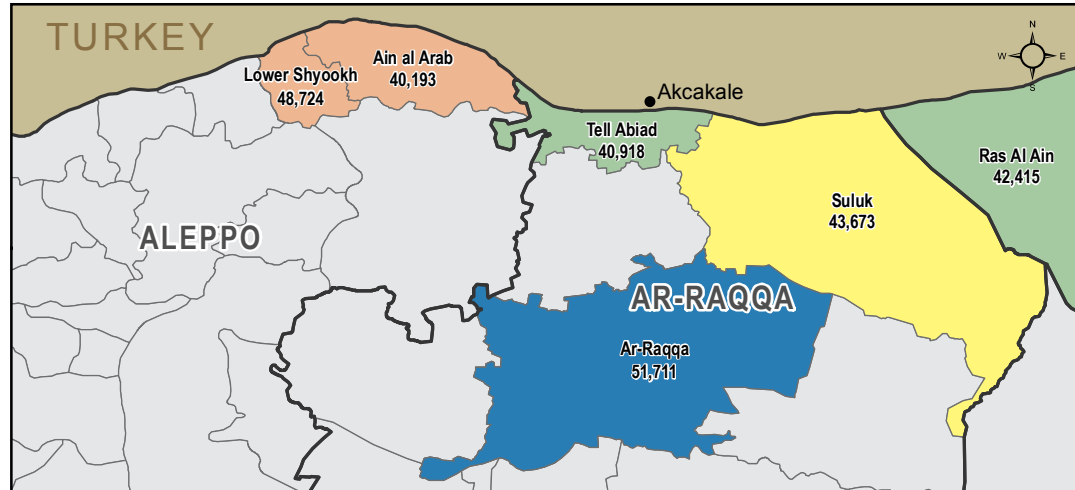 TURKEY
N
W E
S
Ain al Arab
40,193
Lower Shyookh
48,724
Akcakale
Tell Abiad
40,918
Ras Al Ain
42,415
Suluk
43,673
ALEPPO
AR-RAQQA
Ar-Raqqa
51,711